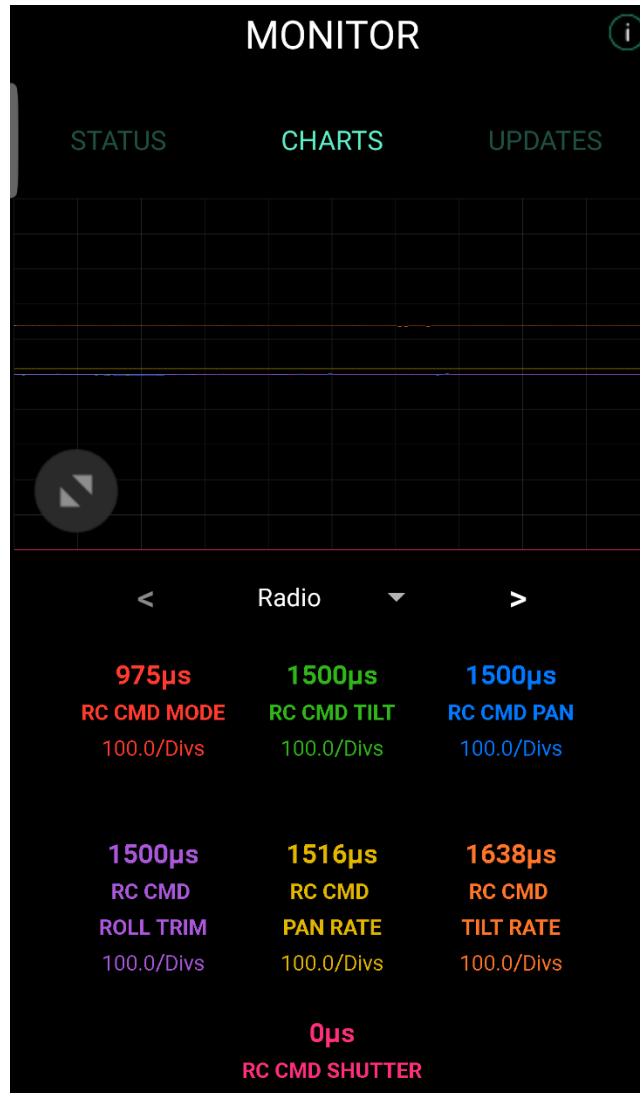 MONITOR
i
STATUS CHARTS UPDATES
< Radio >
975µs 1500µs 1500µs
RC CMD MODE RC CMD TILT RC CMD PAN
100.0/Divs 100.0/Divs 100.0/Divs
1500µs 1516µs 1638µs
RC CMD RC CMD RC CMD
ROLL TRIM PAN RATE TILT RATE
100.0/Divs 100.0/Divs 100.0/Divs
0µs
RC CMD SHUTTER